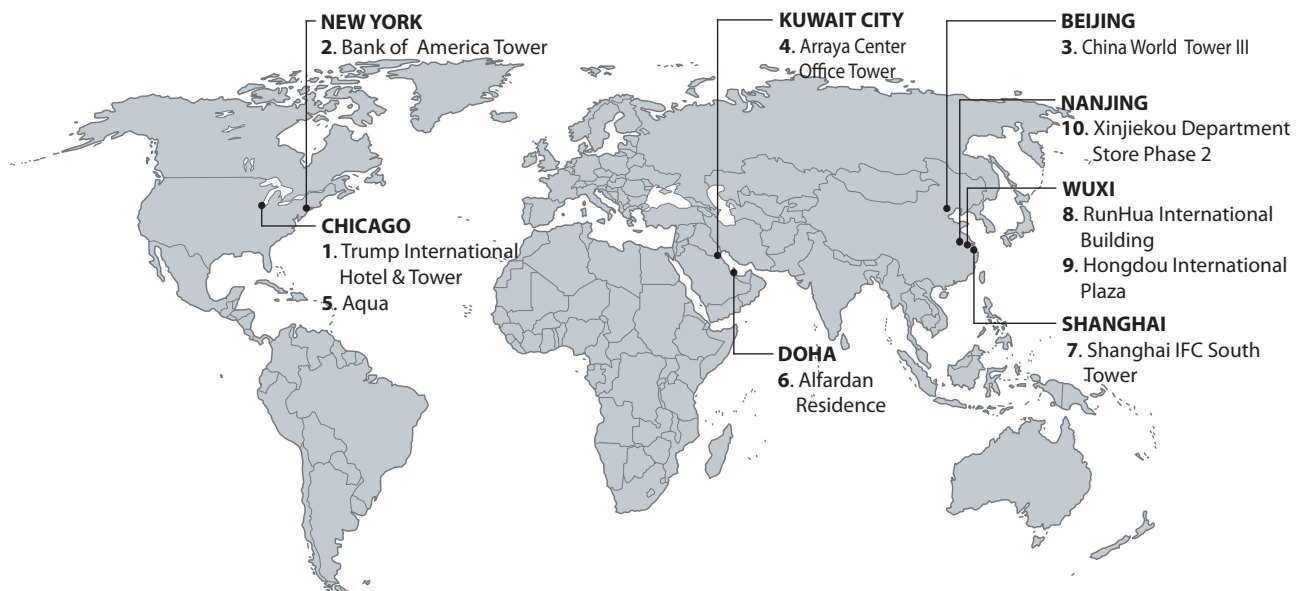 NEW YORK
2. Bank of America Tower
CHICAGO
1. Trump International
Hotel & Tower
5. Aqua
KUWAIT CITY
4. Arraya Center
Office Tower
DOHA
6. Alfardan
Residence
BEIJING
3. China World Tower III
NANJING
10. Xinjiekou Department
Store Phase 2
WUXI
8. RunHua International
Building
9. Hongdou International
Plaza
SHANGHAI
7. Shanghai IFC South
Tower